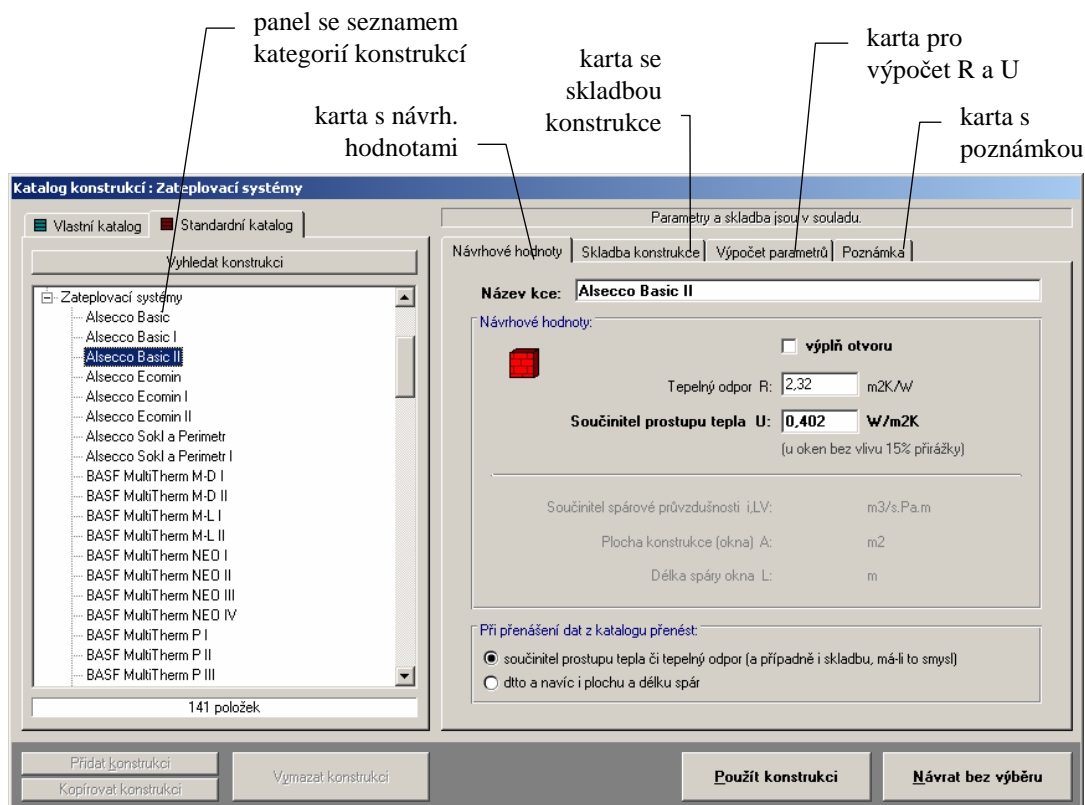 panel se seznamem
kategorií konstrukcí
karta se
skladbou
konstrukce
karta pro
výpočet R a U
karta s návrh.
hodnotami
karta s
poznámkou
Katalog konstrukcí : Zateplovací systémy
Vlastní katalog
Standardní katalog
Vyhledat konstrukci
Zateplovací systémy
Alsecco Basic
Alsecco Basic I
Alsecco Basic II
Alsecco Ecomin
Alsecco Ecomin I
Alsecco Ecomin II
Alsecco Sokl a Perimetr
Alsecco Sokl a Perimetr I
BASF MultiTherm M-D I
BASF MultiTherm M-D II
BASF MultiTherm M-L I
BASF MultiTherm M-L II
BASF MultiTherm NEO I
BASF MultiTherm NEO II
BASF MultiTherm NEO III
BASF MultiTherm NEO IV
BASF MultiTherm P I
BASF MultiTherm P II
BASF MultiTherm P III
141 položek
Parametry a skladba jsou v souladu.
Návrhové hodnoty Skladba konstrukce Výpočet parametrů Poznámka
Název kce: Alsecco Basic II
Návrhové hodnoty:
výplň otvoru
Tepelný odpor R: 2,32 m2K/W
Součinitel prostupu tepla U: 0,402 W/m2K
(u oken bez vlivu 15% přirážky)
Součinitel spárové průvzdušnosti i,LV: m3/s.Pa.m
Plocha konstrukce (okna) A: m2
Délka spáry okna L: m
Při přenášení dat z katalogu přenést:
součinitel prostupu tepla či tepelný odpor (a případně i skladbu, má-li to smysl)
dtto a navíc i plochu a délku spár
Přidat konstrukci
Kopírovat konstrukci
Vymazat konstrukci
Použít konstrukci
Návrat bez výběru